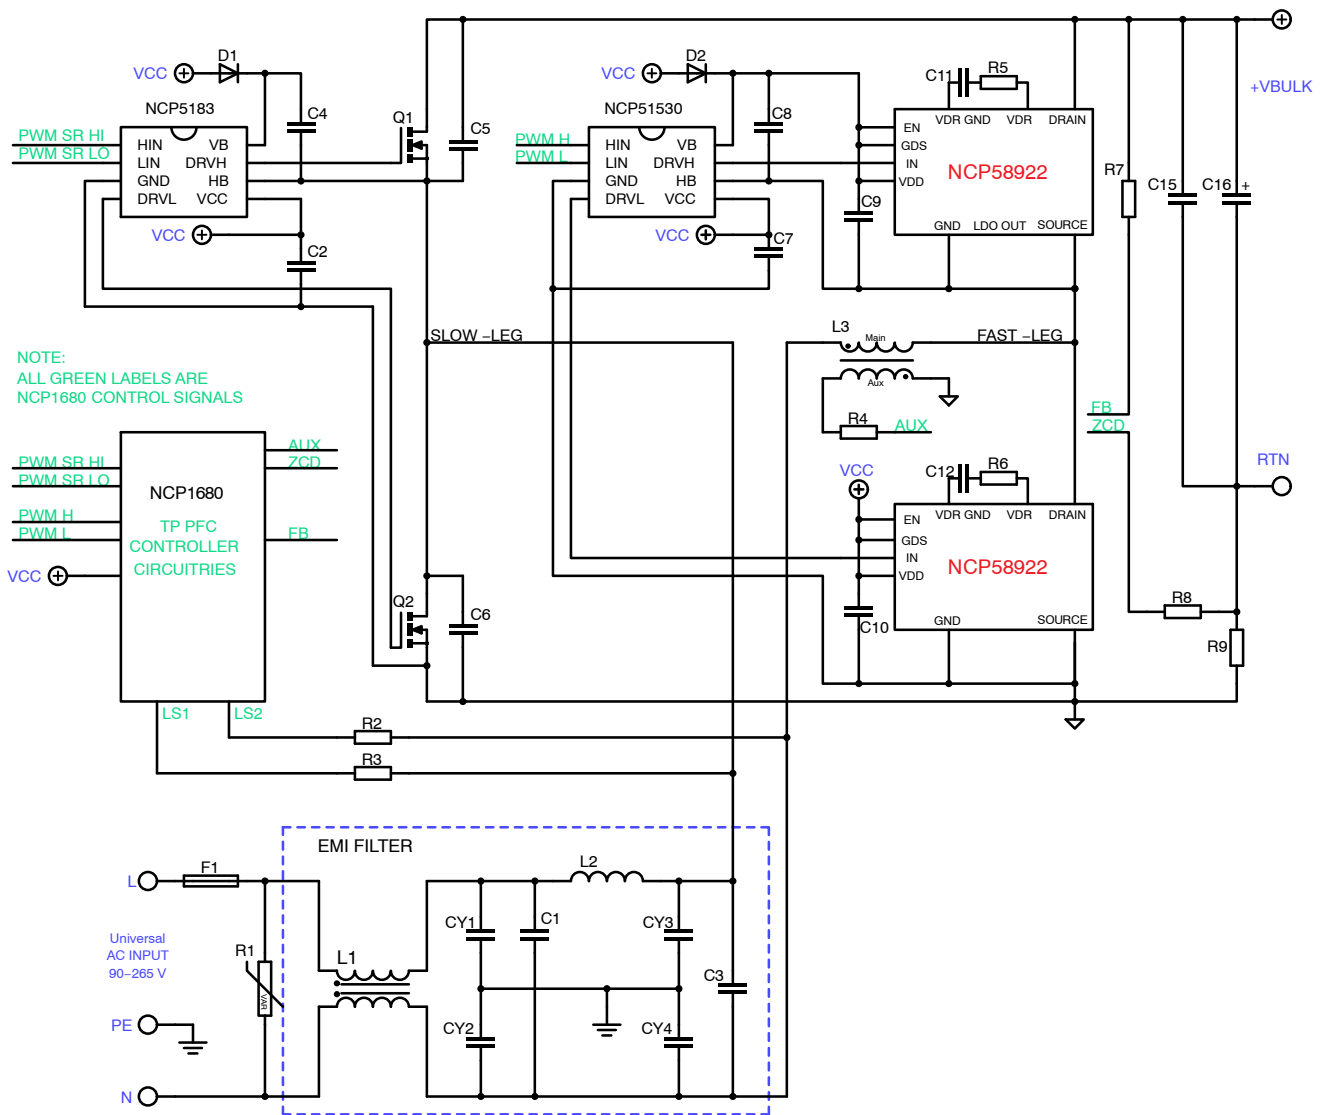 D1
VCC
NCP5183
C4
Q1
C5
PWM SR HI
PWM SR LO
HIN
LIN
GND
DRVL
VB
DRVH
HB
VCC
VCC
C2
D2
VCC
NCP51530
C8
PWM H
PWM L
HIN
LIN
GND
DRVL
VB
DRVH
HB
VCC
C9
VCC
C7
C11
R5
VDR GND
VDR
DRAIN
EN
GDS
IN
VDD
NCP58922
GND
LDO OUT
SOURCE
+VBULK
R7
C15
C16
+
SLOW –LEG
L3
Main
FAST –LEG
Aux
R4
AUX
FB
ZCD
NOTE:
ALL GREEN LABELS ARE
NCP1680 CONTROL SIGNALS
PWM SR HI
PWM SR LO
PWM H
PWM L
VCC
NCP1680
TP PFC
CONTROLLER
CIRCUITRIES
AUX
ZCD
FB
LS1
LS2
Q2
C6
VCC
C12
R6
VDR GND
VDR
DRAIN
EN
GDS
IN
VDD
NCP58922
C10
GND
SOURCE
RTN
R8
R9
R2
R3
EMI FILTER
L
F1
L2
Universal
AC INPUT
90–265 V
R1
VAR
L1
CY1
C1
CY3
C3
PE
CY2
CY4
N